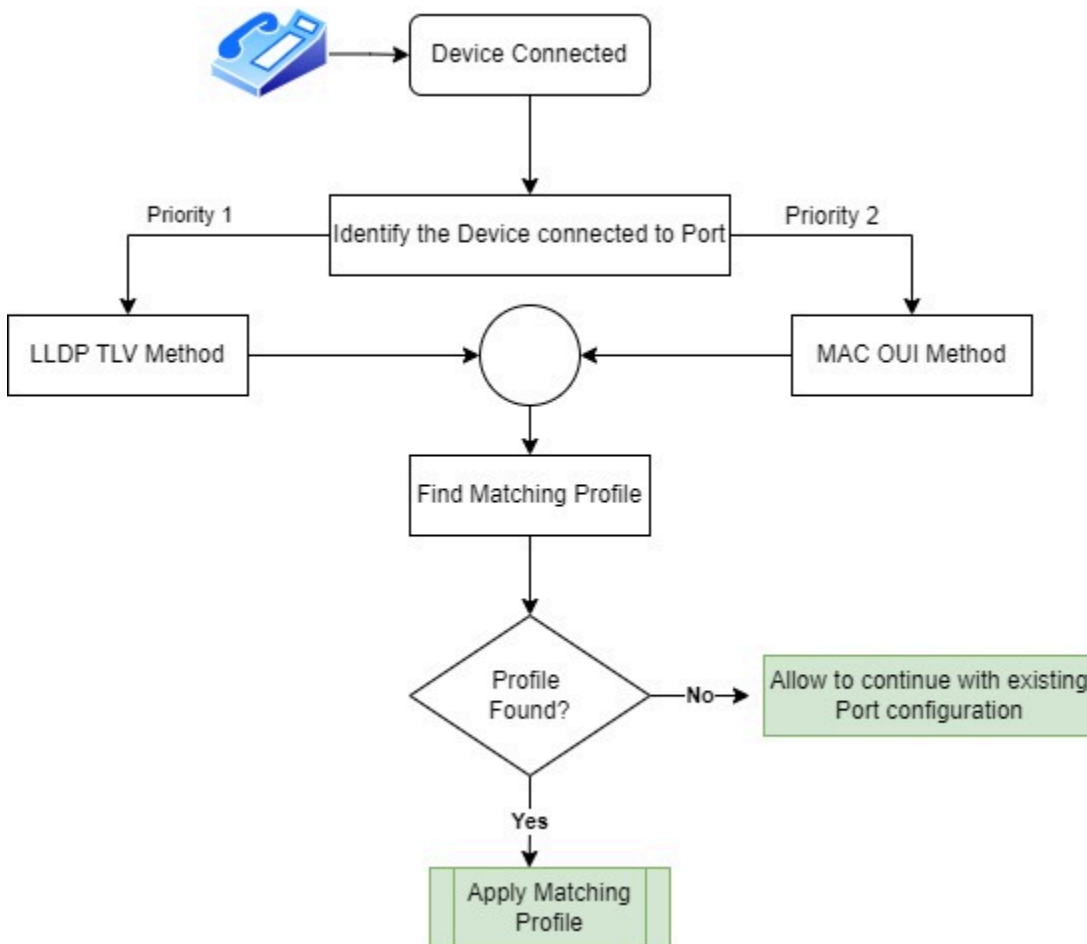 Device Connected
Priority 1
Priority 2
Identify the Device connected to Port
LLDP TLV Method
MAC OUI Method
Find Matching Profile
Profile
Found?
No
Allow to continue with existing
Port configuration
Yes
Apply Matching
Profile